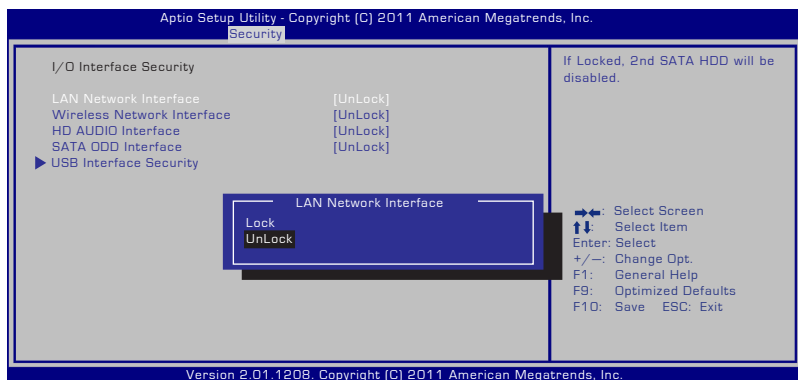 Aptio Setup Utility - Copyright (C) 2011 American Megatrends, Inc.
Security
I/O Interface Security
LAN Network Interface [UnLock]
Wireless Network Interface [UnLock]
HD AUDIO Interface [UnLock]
SATA ODD Interface [UnLock]
USB Interface Security
LAN Network Interface
Lock
UnLock
If Locked, 2nd SATA HDD will be
disabled.
: Select Screen
: Select Item
Enter: Select
+/—: Change Opt.
F1: General Help
F9: Optimized Defaults
F10: Save ESC: Exit
Version 2.01.1208. Copyright (C) 2011 American Megatrends, Inc.